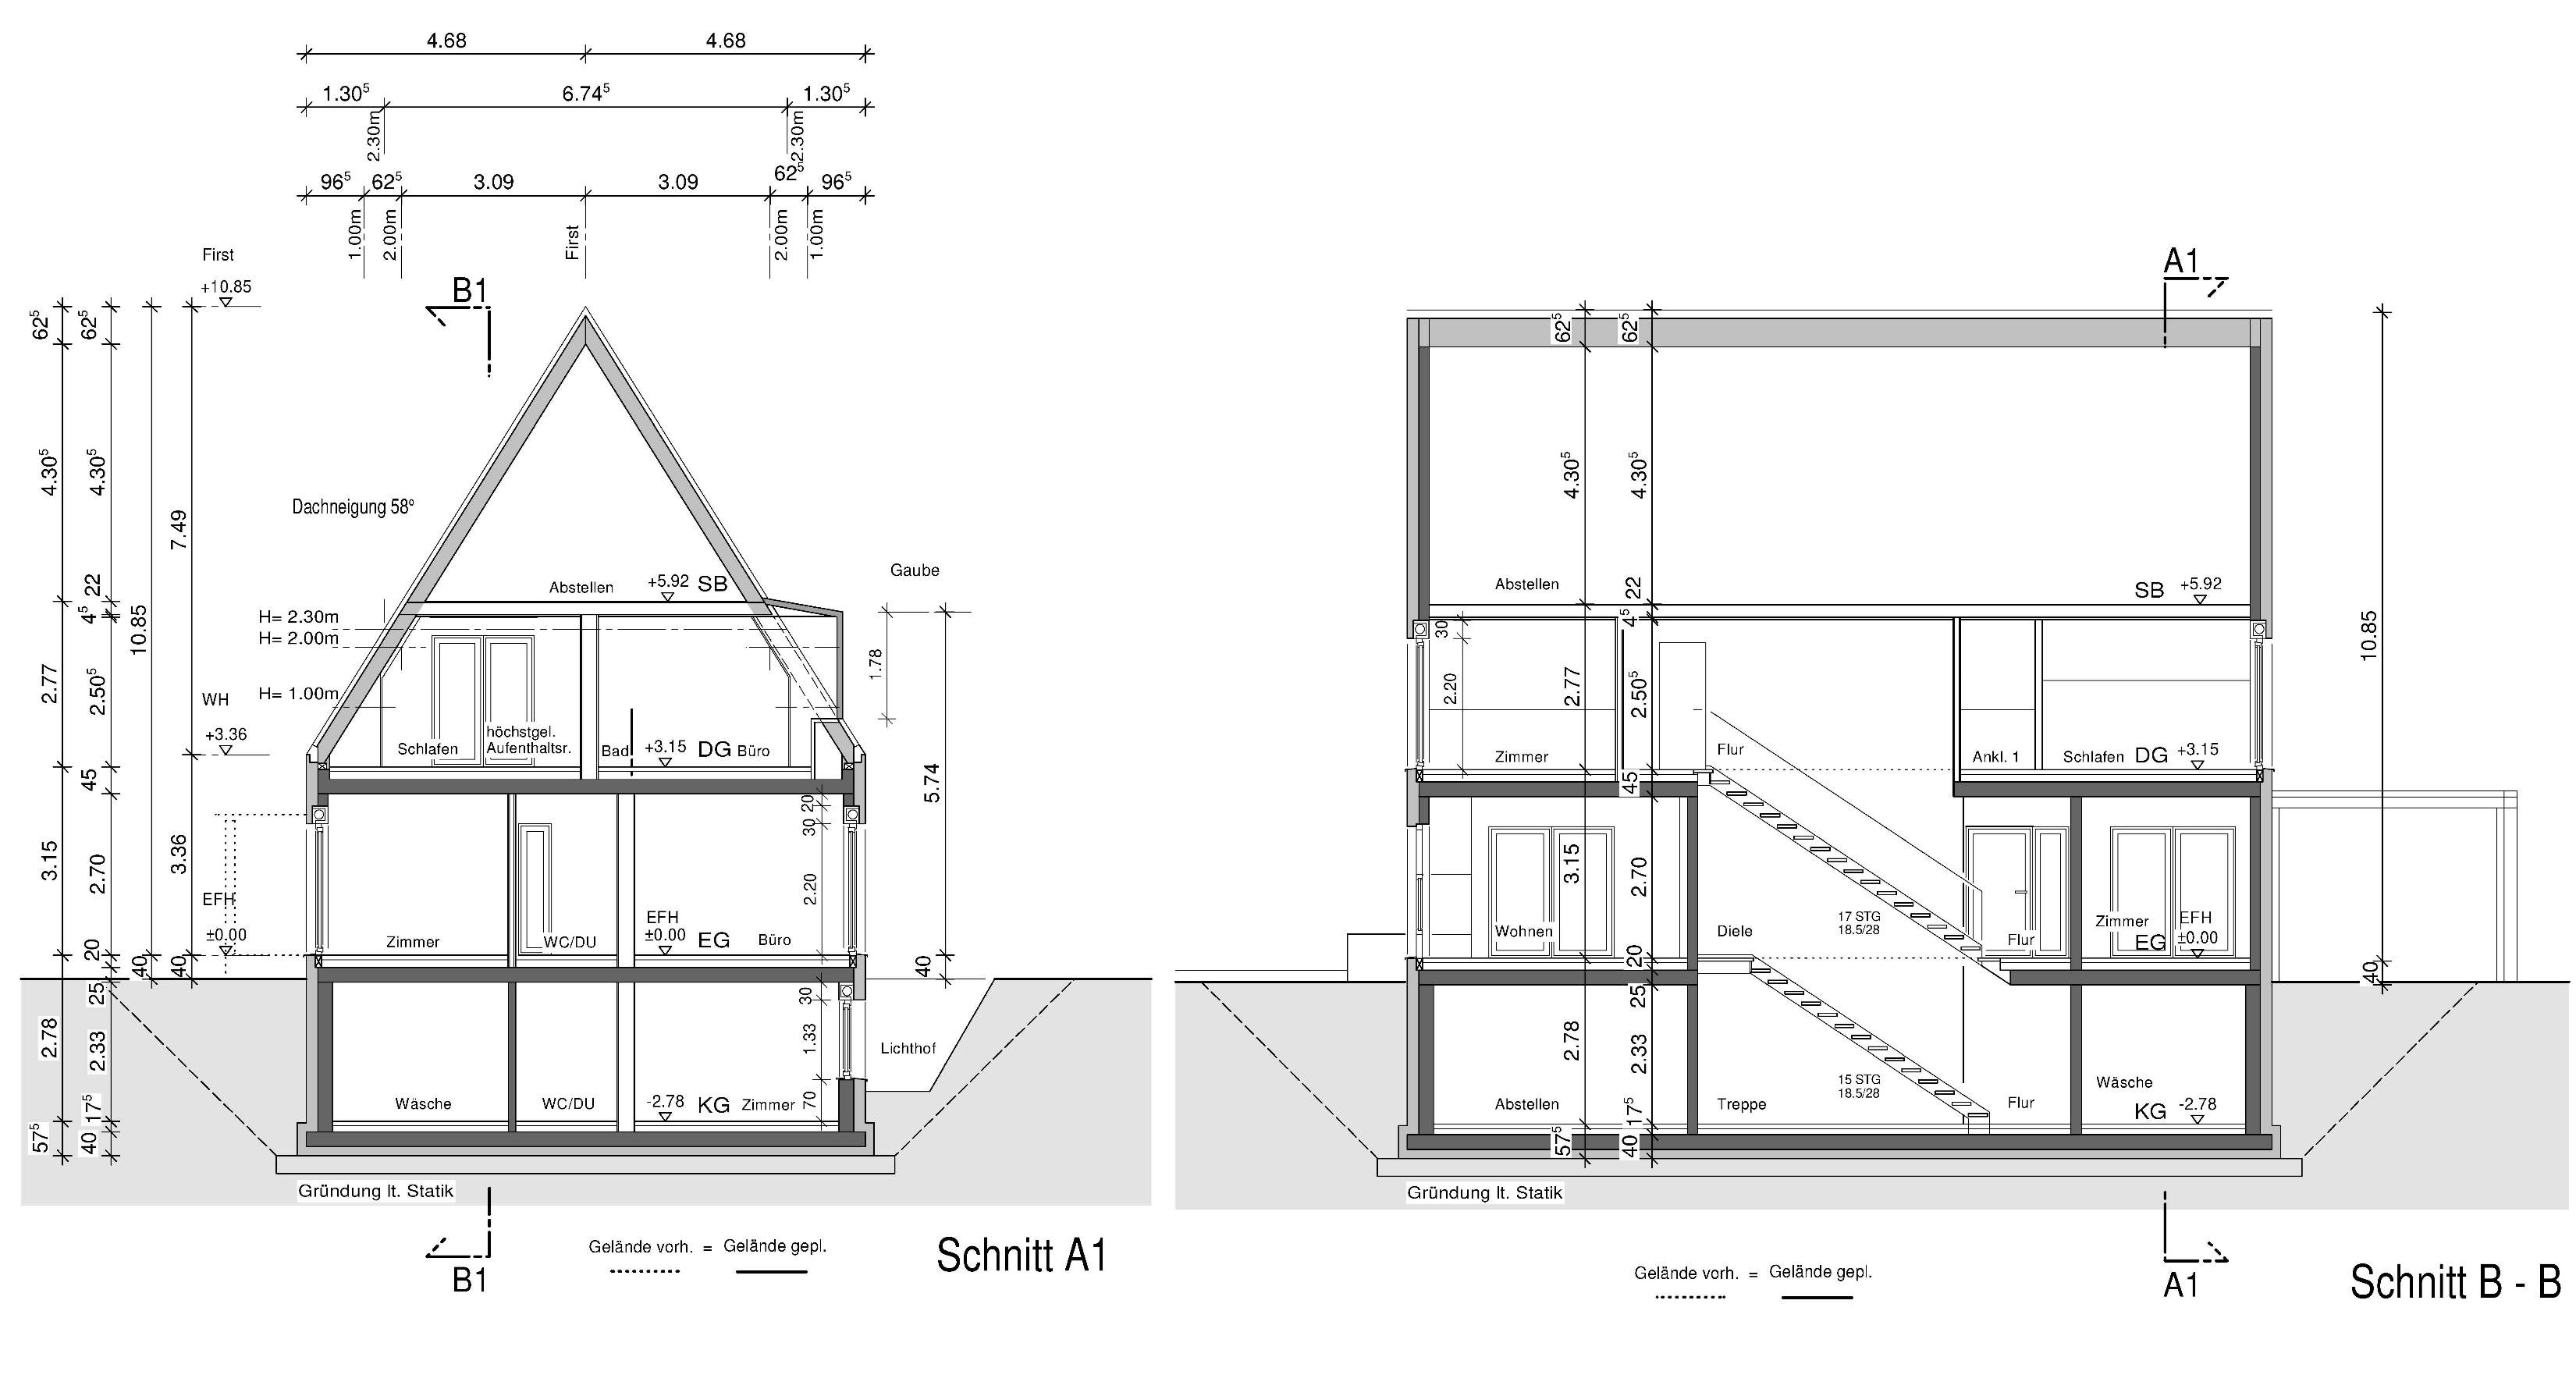 4.68 4.68
1.30⁵ 6.74⁵ 1.30⁵
2.30m 2.30m
96⁵ 62⁵ 3.09 3.09 62⁵ 96⁵
1.00m 2.00m First 2.00m 1.00m
First
+10.85
B1
62⁵ 62⁵
4.30⁵ 4.30⁵
7.49
Dachneigung 58º
22
4⁵
10.85
Abstellen +5.92 SB
Gaube
H= 2.30m
H= 2.00m
H= 1.00m
2.77 2.50⁵
1.78
WH
+3.36
höchstgel.
Schlafen Aufenthaltsr. Bad +3.15 DG Büro
45
5.74
20
30
2.20
3.15 2.70 3.36
EFH
±0.00
EFH
Zimmer WC/DU ±0.00 EG Büro
20 40 40 40
25
30
1.33
70
2.78 2.33
Lichthof
Wäsche WC/DU -2.78 KG Zimmer
17⁵
57⁵ 40
Gründung lt. Statik
B1
Gelände vorh. = Gelände gepl.
Schnitt A1
A1
62⁵ 62⁵
4.30⁵ 4.30⁵
Abstellen 22 SB +5.92
4⁵
30
2.20 2.77 2.50⁵
10.85
Zimmer Flur Ankl. 1 Schlafen DG +3.15
45
3.15 2.70
17 STG
18.5/28
Wohnen Diele Flur Zimmer EFH
EG ±0.00
20
40
25
2.78 2.33
15 STG
18.5/28
Wäsche
Abstellen Treppe Flur KG -2.78
17⁵
57⁵ 40
Gründung lt. Statik
Gelände vorh. = Gelände gepl.
A1
Schnitt B - B